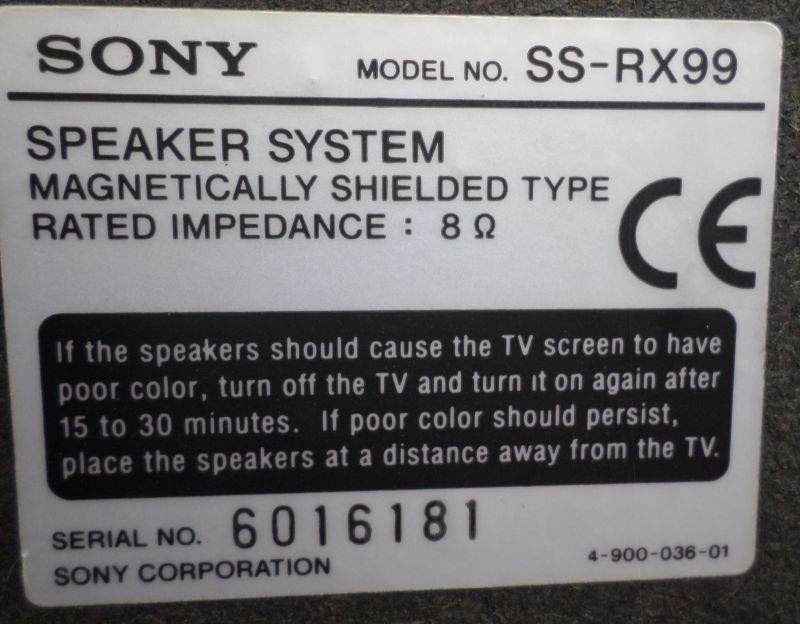 SONY MODEL NO. SS-RX99
SPEAKER SYSTEM
MAGNETICALLY SHIELDED TYPE
RATED IMPEDANCE : 8 Ω
CE
If the speakers should cause the TV screen to have
poor color, turn off the TV and turn it on again after
15 to 30 minutes. If poor color should persist,
place the speakers at a distance away from the TV.
SERIAL NO. 6016181
SONY CORPORATION 4-900-036-01